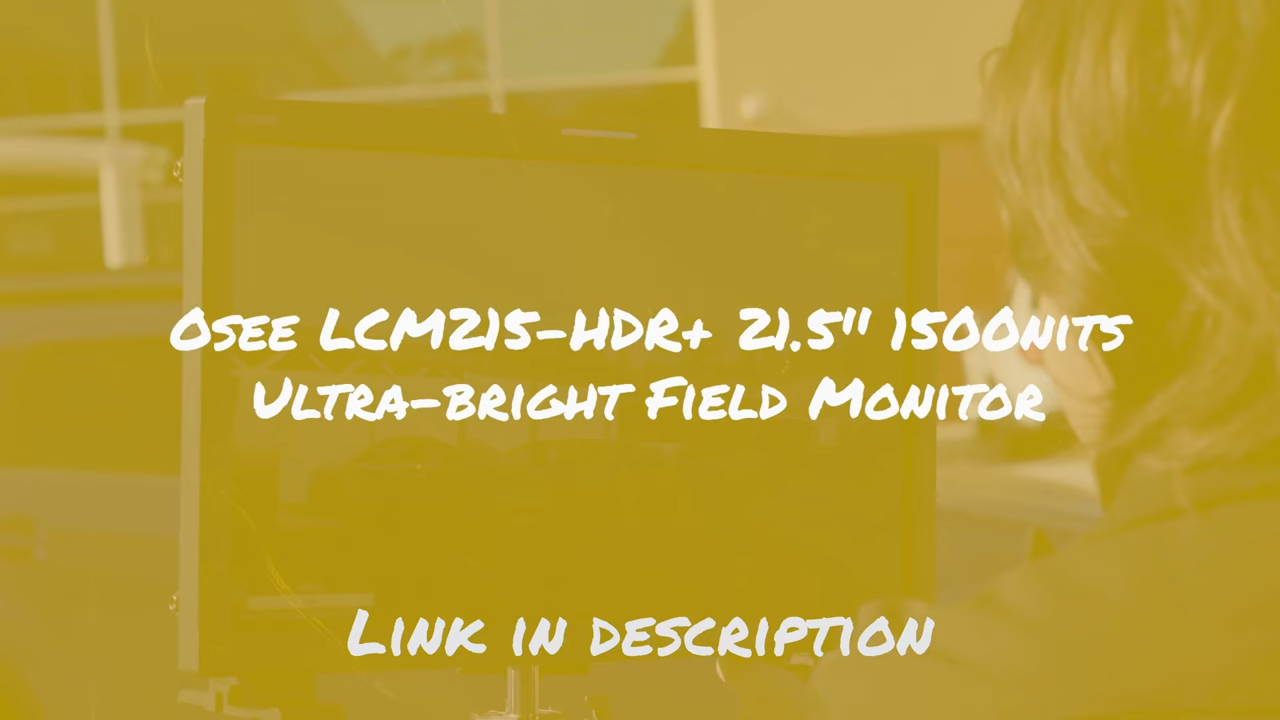 Osee LCM215-HDR+ 21.5" 1500nits
Ultra-bright Field Monitor
Link in description